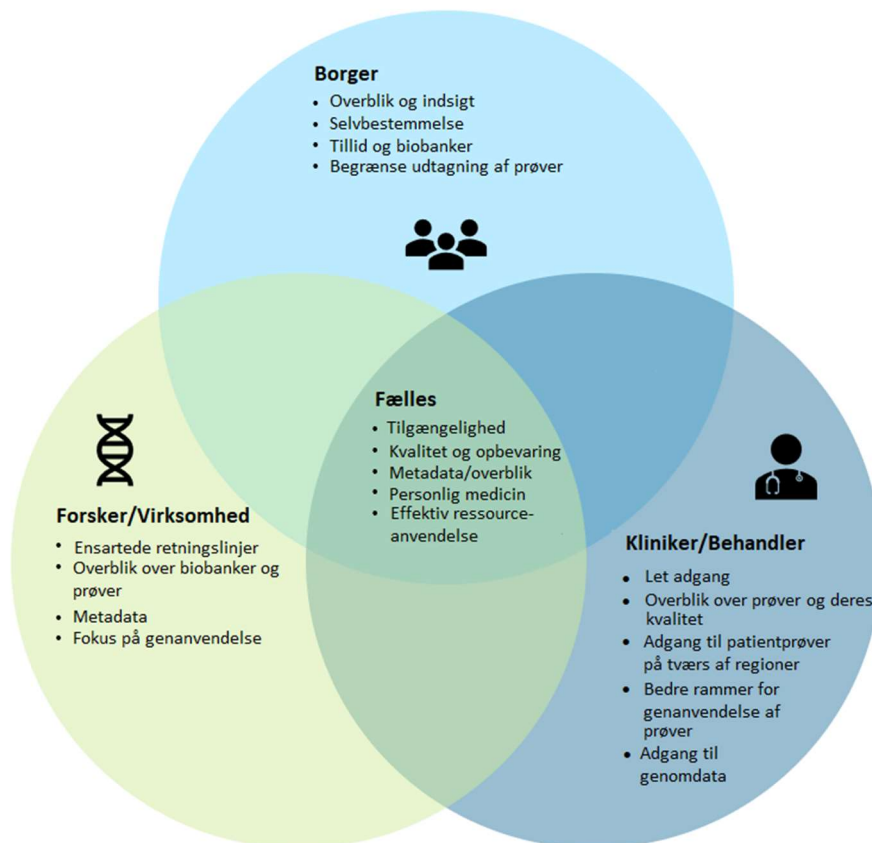 Borger
• Overblik og indsigt
• Selvbestemmelse
• Tillid og biobanker
• Begrænse udtagning af prøver
Fælles
• Tilgængelighed
• Kvalitet og opbevaring
• Metadata/overblik
• Personlig medicin
• Effektiv ressource-
anvendelse
Forsker/Virksomhed
• Ensartede retningslinjer
• Overblik over biobanker og
prøver
• Metadata
• Fokus på genanvendelse
Kliniker/Behandler
• Let adgang
• Overblik over prøver og deres
kvalitet
• Adgang til patientprøver
på tværs af regioner
• Bedre rammer for
genanvendelse af
prøver
• Adgang til
genomdata